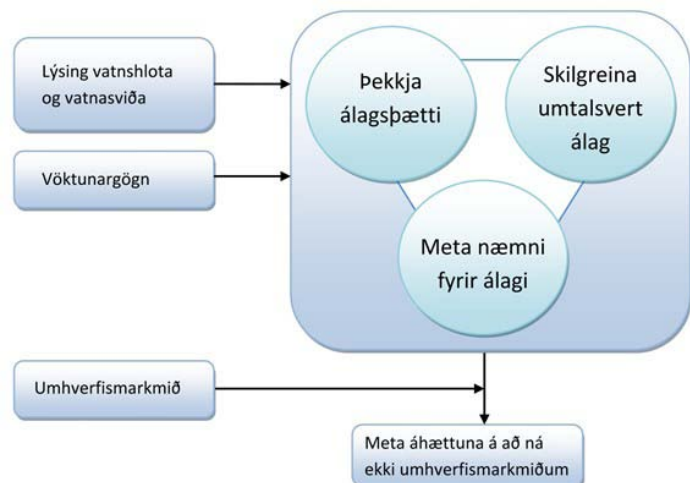 Lýsing vatnshlota
og vatnasviða
Þekkja
álagsþætti
Skilgreina
umtalsvert
álag
Vöktunargögn
Meta næmni
fyrir álagi
Umhverfismarkmið
Meta áhættuna á að ná
ekki umhverfismarkmiðum